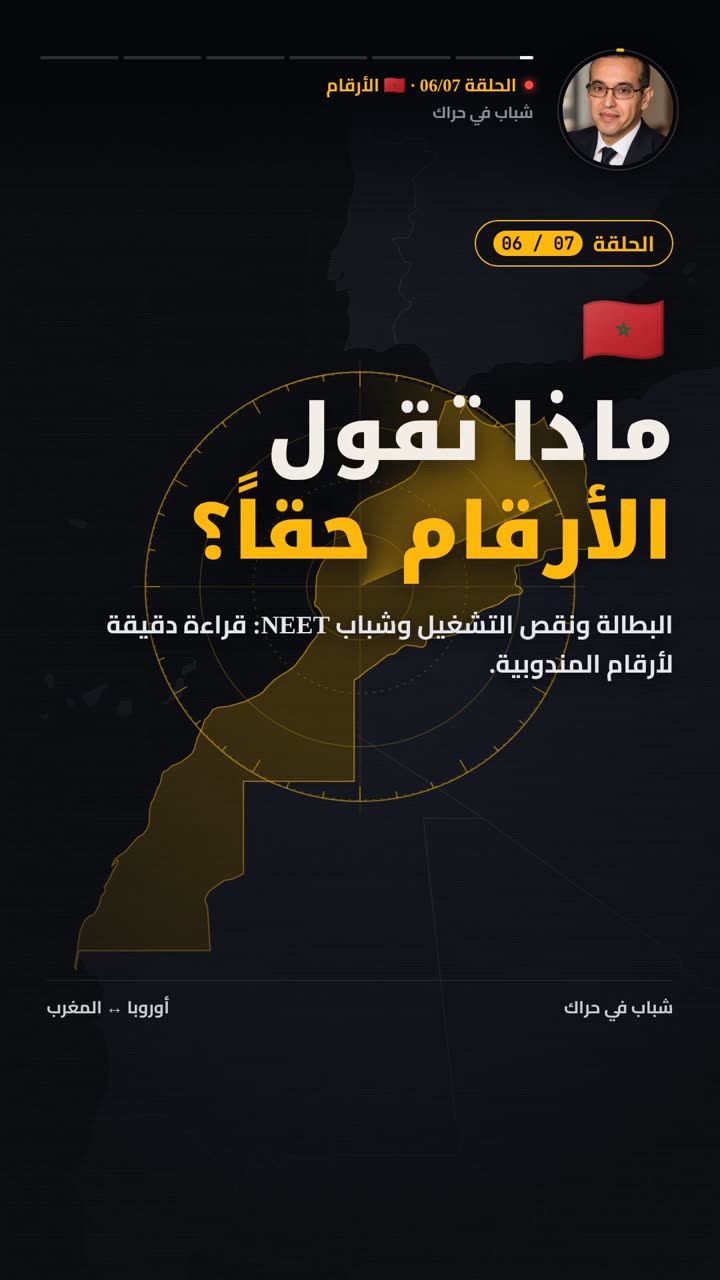 الحلقة 06/07 · 🇲🇦 الأرقام
شباب في حراك
الحلقة 06 / 07
ماذا تقول
الأرقام حقاً؟
البطالة ونقص التشغيل وشباب NEET: قراءة دقيقة
لأرقام المندوبية.
شباب في حراك
أوروبا ↔ المغرب